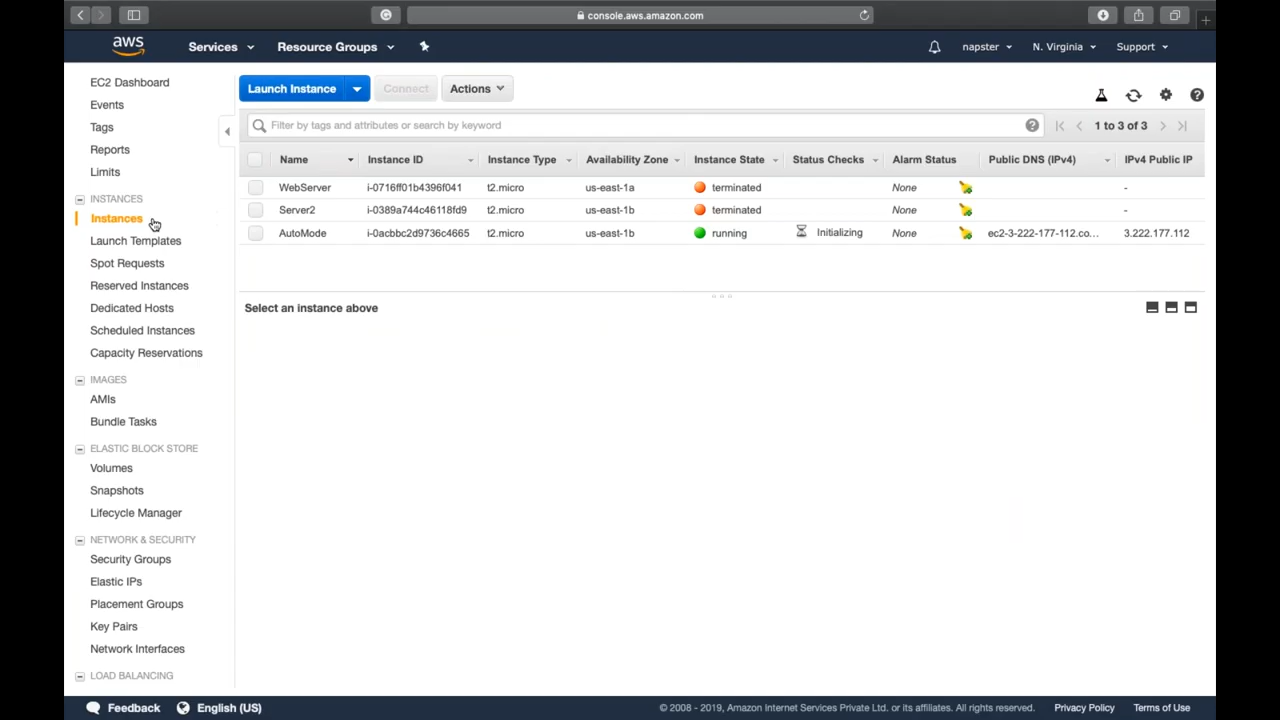 console.aws.amazon.com
aws Services Resource Groups napster N. Virginia Support
EC2 Dashboard
Events
Tags
Reports
Limits
INSTANCES
Instances
Launch Templates
Spot Requests
Reserved Instances
Dedicated Hosts
Scheduled Instances
Capacity Reservations
IMAGES
AMIs
Bundle Tasks
ELASTIC BLOCK STORE
Volumes
Snapshots
Lifecycle Manager
NETWORK & SECURITY
Security Groups
Elastic IPs
Placement Groups
Key Pairs
Network Interfaces
LOAD BALANCING
Launch Instance Connect Actions
Filter by tags and attributes or search by keyword 1 to 3 of 3
Name Instance ID Instance Type Availability Zone Instance State Status Checks Alarm Status Public DNS (IPv4) IPv4 Public IP
WebServer i-0716ff01b4396f041 t2.micro us-east-1a terminated None -
Server2 i-0389a744c46118fd9 t2.micro us-east-1b terminated None -
AutoMode i-0acbbc2d9736c4665 t2.micro us-east-1b running Initializing None ec2-3-222-177-112.co... 3.222.177.112
Select an instance above
Feedback English (US) © 2008 - 2019, Amazon Internet Services Private Ltd. or its affiliates. All rights reserved. Privacy Policy Terms of Use